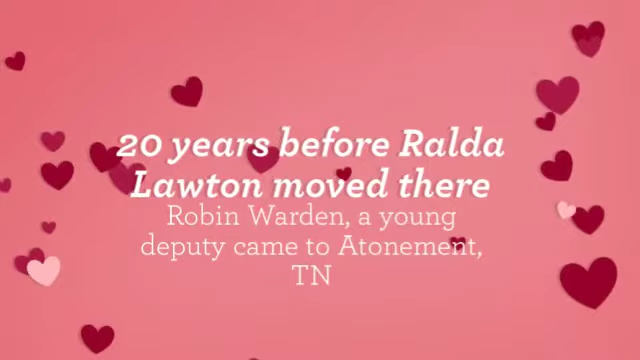 20 years before Ralda
Lawton moved there
Robin Warden, a young
deputy came to Atonement,
TN